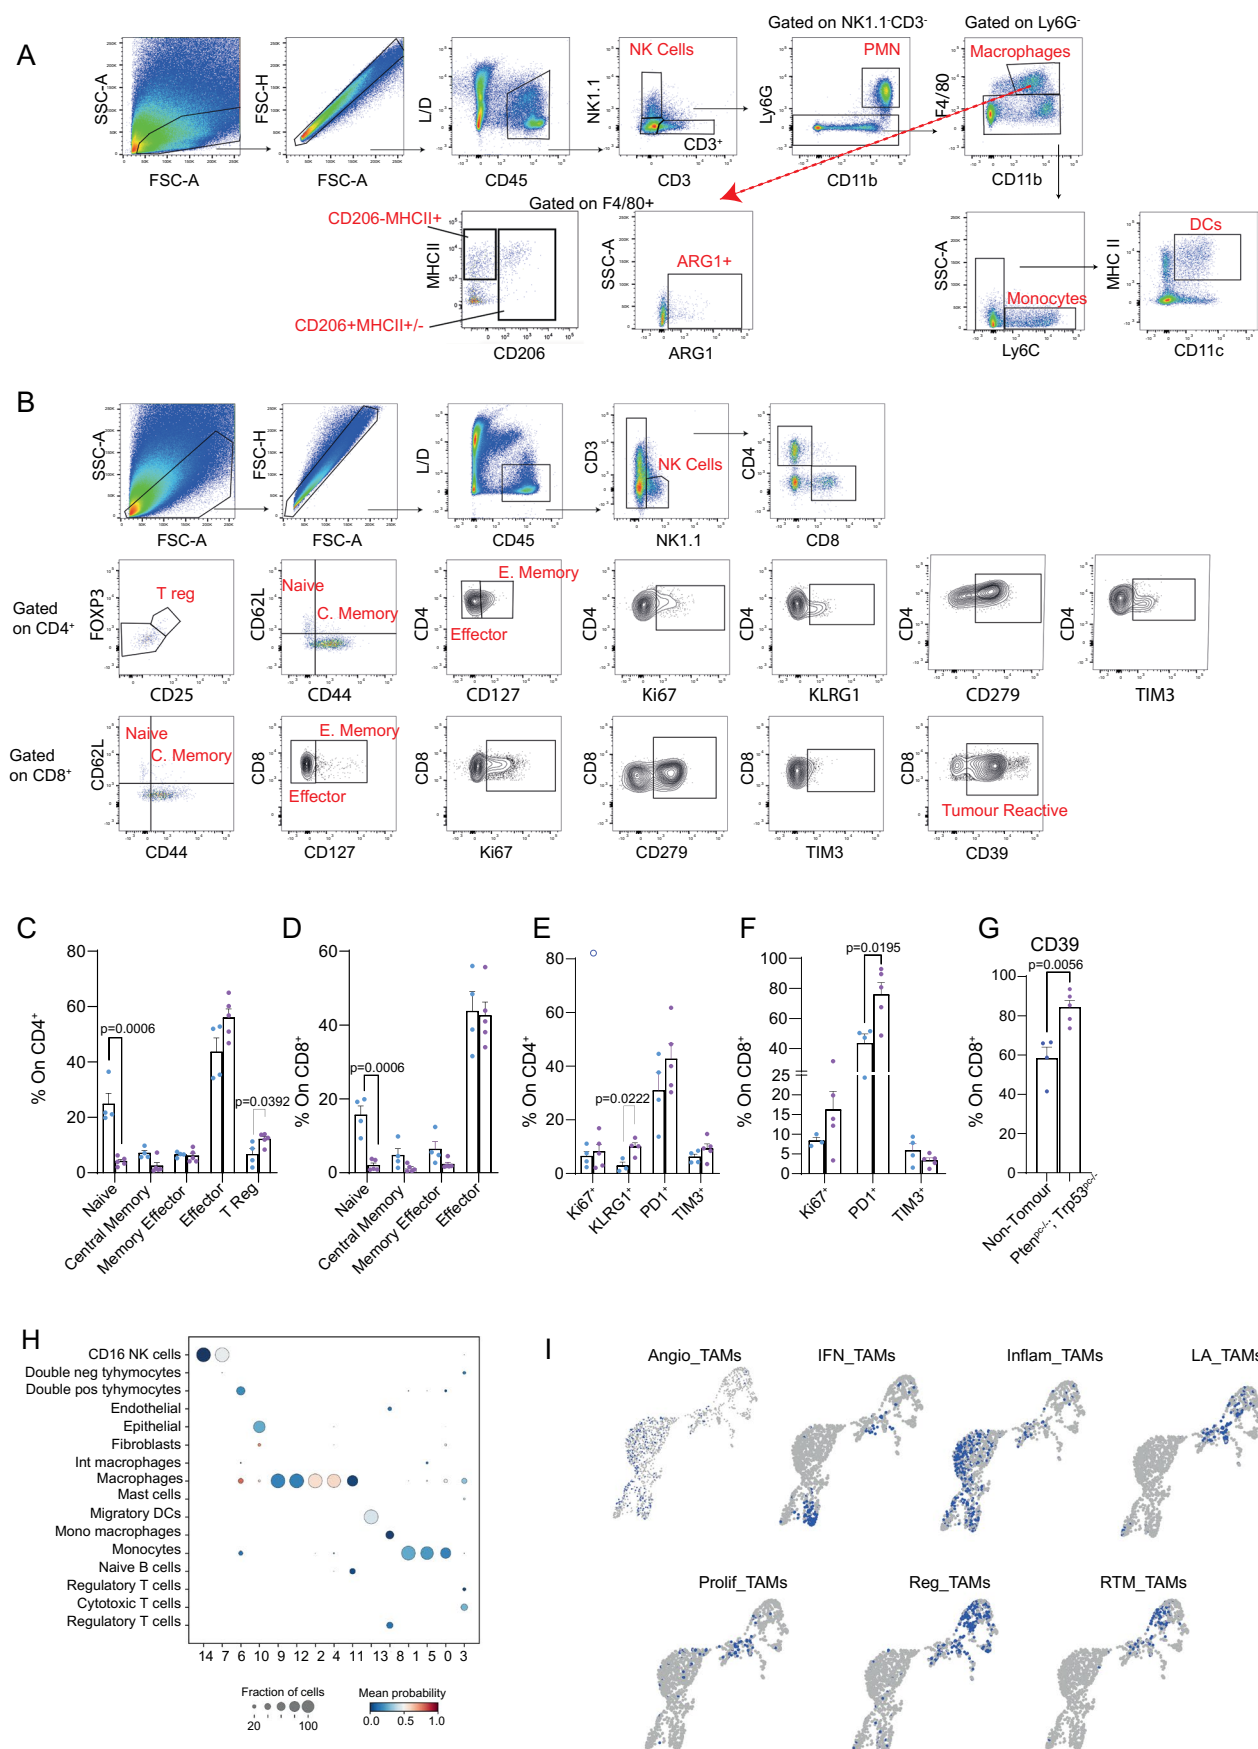 A
Gated on NK1.1-CD3-
Gated on Ly6G-
SSC-A
FSC-A
FSC-H
FSC-A
L/D
CD45
NK1.1
NK Cells
CD3+
CD3
Ly6G
PMN
CD11b
F4/80
Macrophages
CD11b
Gated on F4/80+
CD206-MHCII+
MHCII
CD206+MHCII+/-
CD206
SSC-A
ARG1+
ARG1
SSC-A
Monocytes
Ly6C
MHC II
DCs
CD11c
B
SSC-A
FSC-A
FSC-H
FSC-A
L/D
CD45
CD3
NK Cells
NK1.1
CD4
CD8
Gated
on CD4+
FOXP3
T reg
CD25
CD62L
Naive
C. Memory
CD44
CD4
E. Memory
Effector
CD127
CD4
Ki67
CD4
KLRG1
CD4
CD279
CD4
TIM3
Gated
on CD8+
CD62L
Naive
C. Memory
CD44
CD8
E. Memory
Effector
CD127
CD8
Ki67
CD8
CD279
CD8
TIM3
CD8
Tumour Reactive
CD39
C
% On CD4+
80
60
40
20
0
p=0.0006
p=0.0392
Naive
Central Memory
Memory Effector
Effector
T Reg
D
% On CD8+
60
40
20
0
p=0.0006
Naive
Central Memory
Memory Effector
Effector
E
% On CD4+
80
60
40
20
0
p=0.0222
Ki67+
KLRG1+
PD1+
TIM3+
F
% On CD8+
100
80
60
40
25
20
15
10
5
0
p=0.0195
Ki67+
PD1+
TIM3+
G
CD39
p=0.0056
% On CD8+
100
80
60
40
20
0
Non-Tomour
Ptenpc-/-; Trp53pc-/-
H
CD16 NK cells
Double neg tyhymocytes
Double pos tyhymocytes
Endothelial
Epithelial
Fibroblasts
Int macrophages
Macrophages
Mast cells
Migratory DCs
Mono macrophages
Monocytes
Naive B cells
Regulatory T cells
Cytotoxic T cells
Regulatory T cells
14 7 6 10 9 12 2 4 11 13 8 1 5 0 3
Fraction of cells
20 100
Mean probability
0.0 0.5 1.0
I
Angio_TAMs
IFN_TAMs
Inflam_TAMs
LA_TAMs
Prolif_TAMs
Reg_TAMs
RTM_TAMs